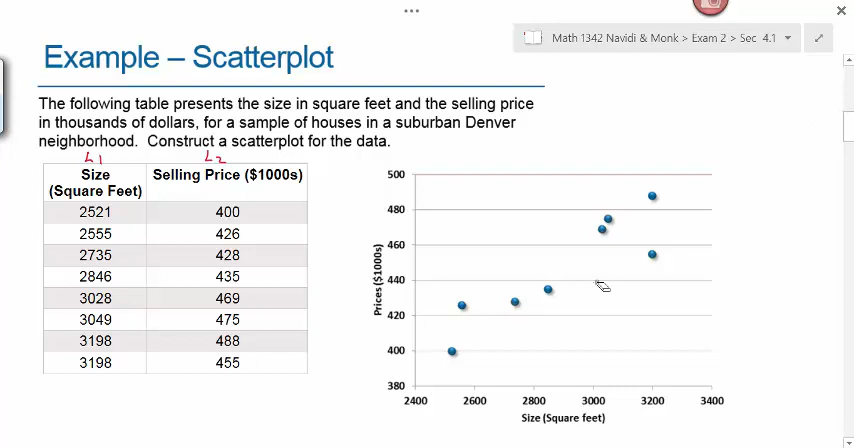 Math 1342 Navidi & Monk > Exam 2 > Sec 4.1
Example – Scatterplot
The following table presents the size in square feet and the selling price
in thousands of dollars, for a sample of houses in a suburban Denver
neighborhood. Construct a scatterplot for the data.
L1 L2
Size Selling Price ($1000s)
(Square Feet)
2521 400
2555 426
2735 428
2846 435
3028 469
3049 475
3198 488
3198 455
Prices ($1000s)
500
480
460
440
420
400
380
2400 2600 2800 3000 3200 3400
Size (Square feet)